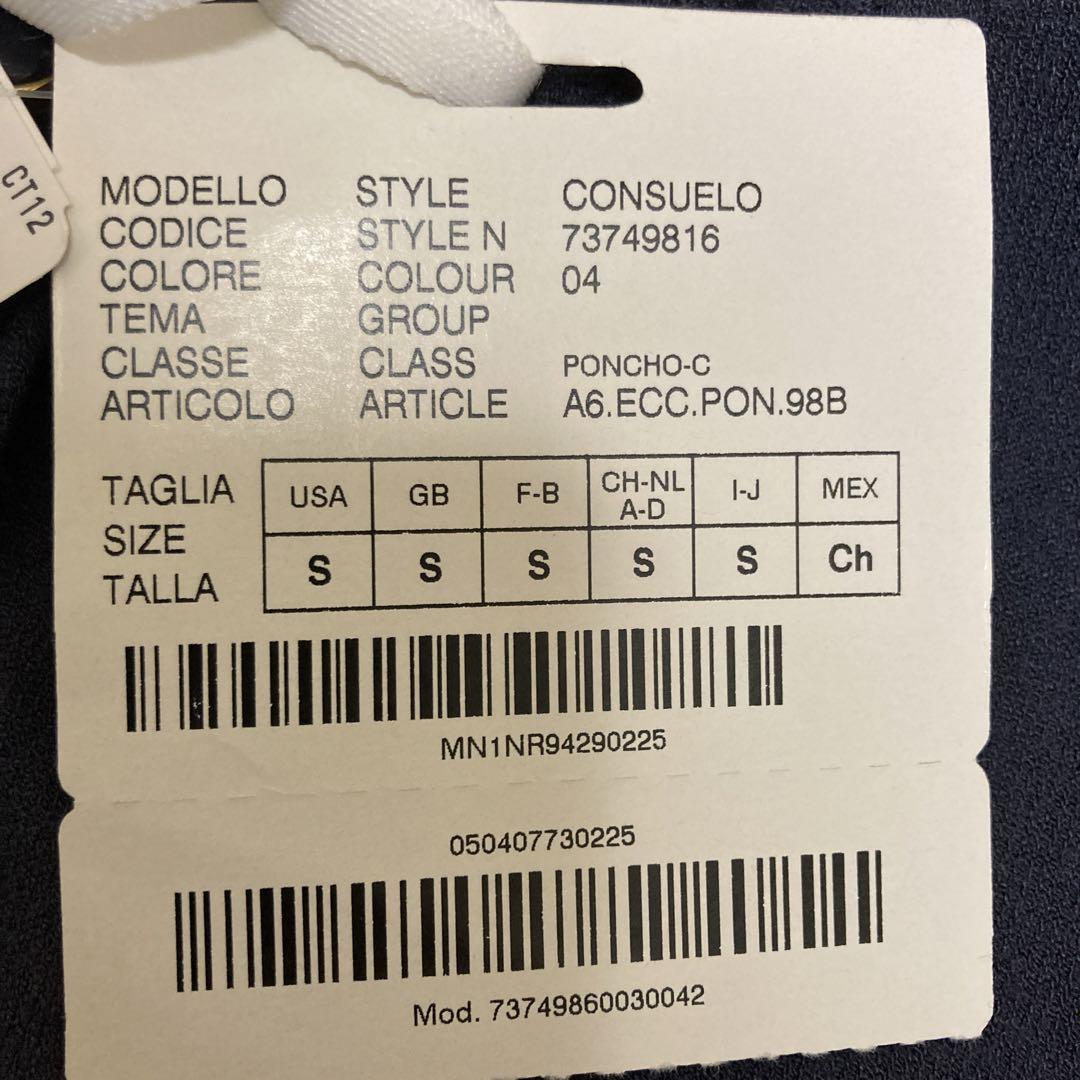 CT12
MODELLO STYLE CONSUELO
CODICE STYLE N 73749816
COLORE COLOUR 04
TEMA GROUP
CLASSE CLASS PONCHO-C
ARTICOLO ARTICLE A6.ECC.PON.98B
TAGLIA USA GB F-B CH-NL A-D I-J MEX
SIZE S S S S S Ch
TALLA
MN1NR94290225
050407730225
Mod. 73749860030042